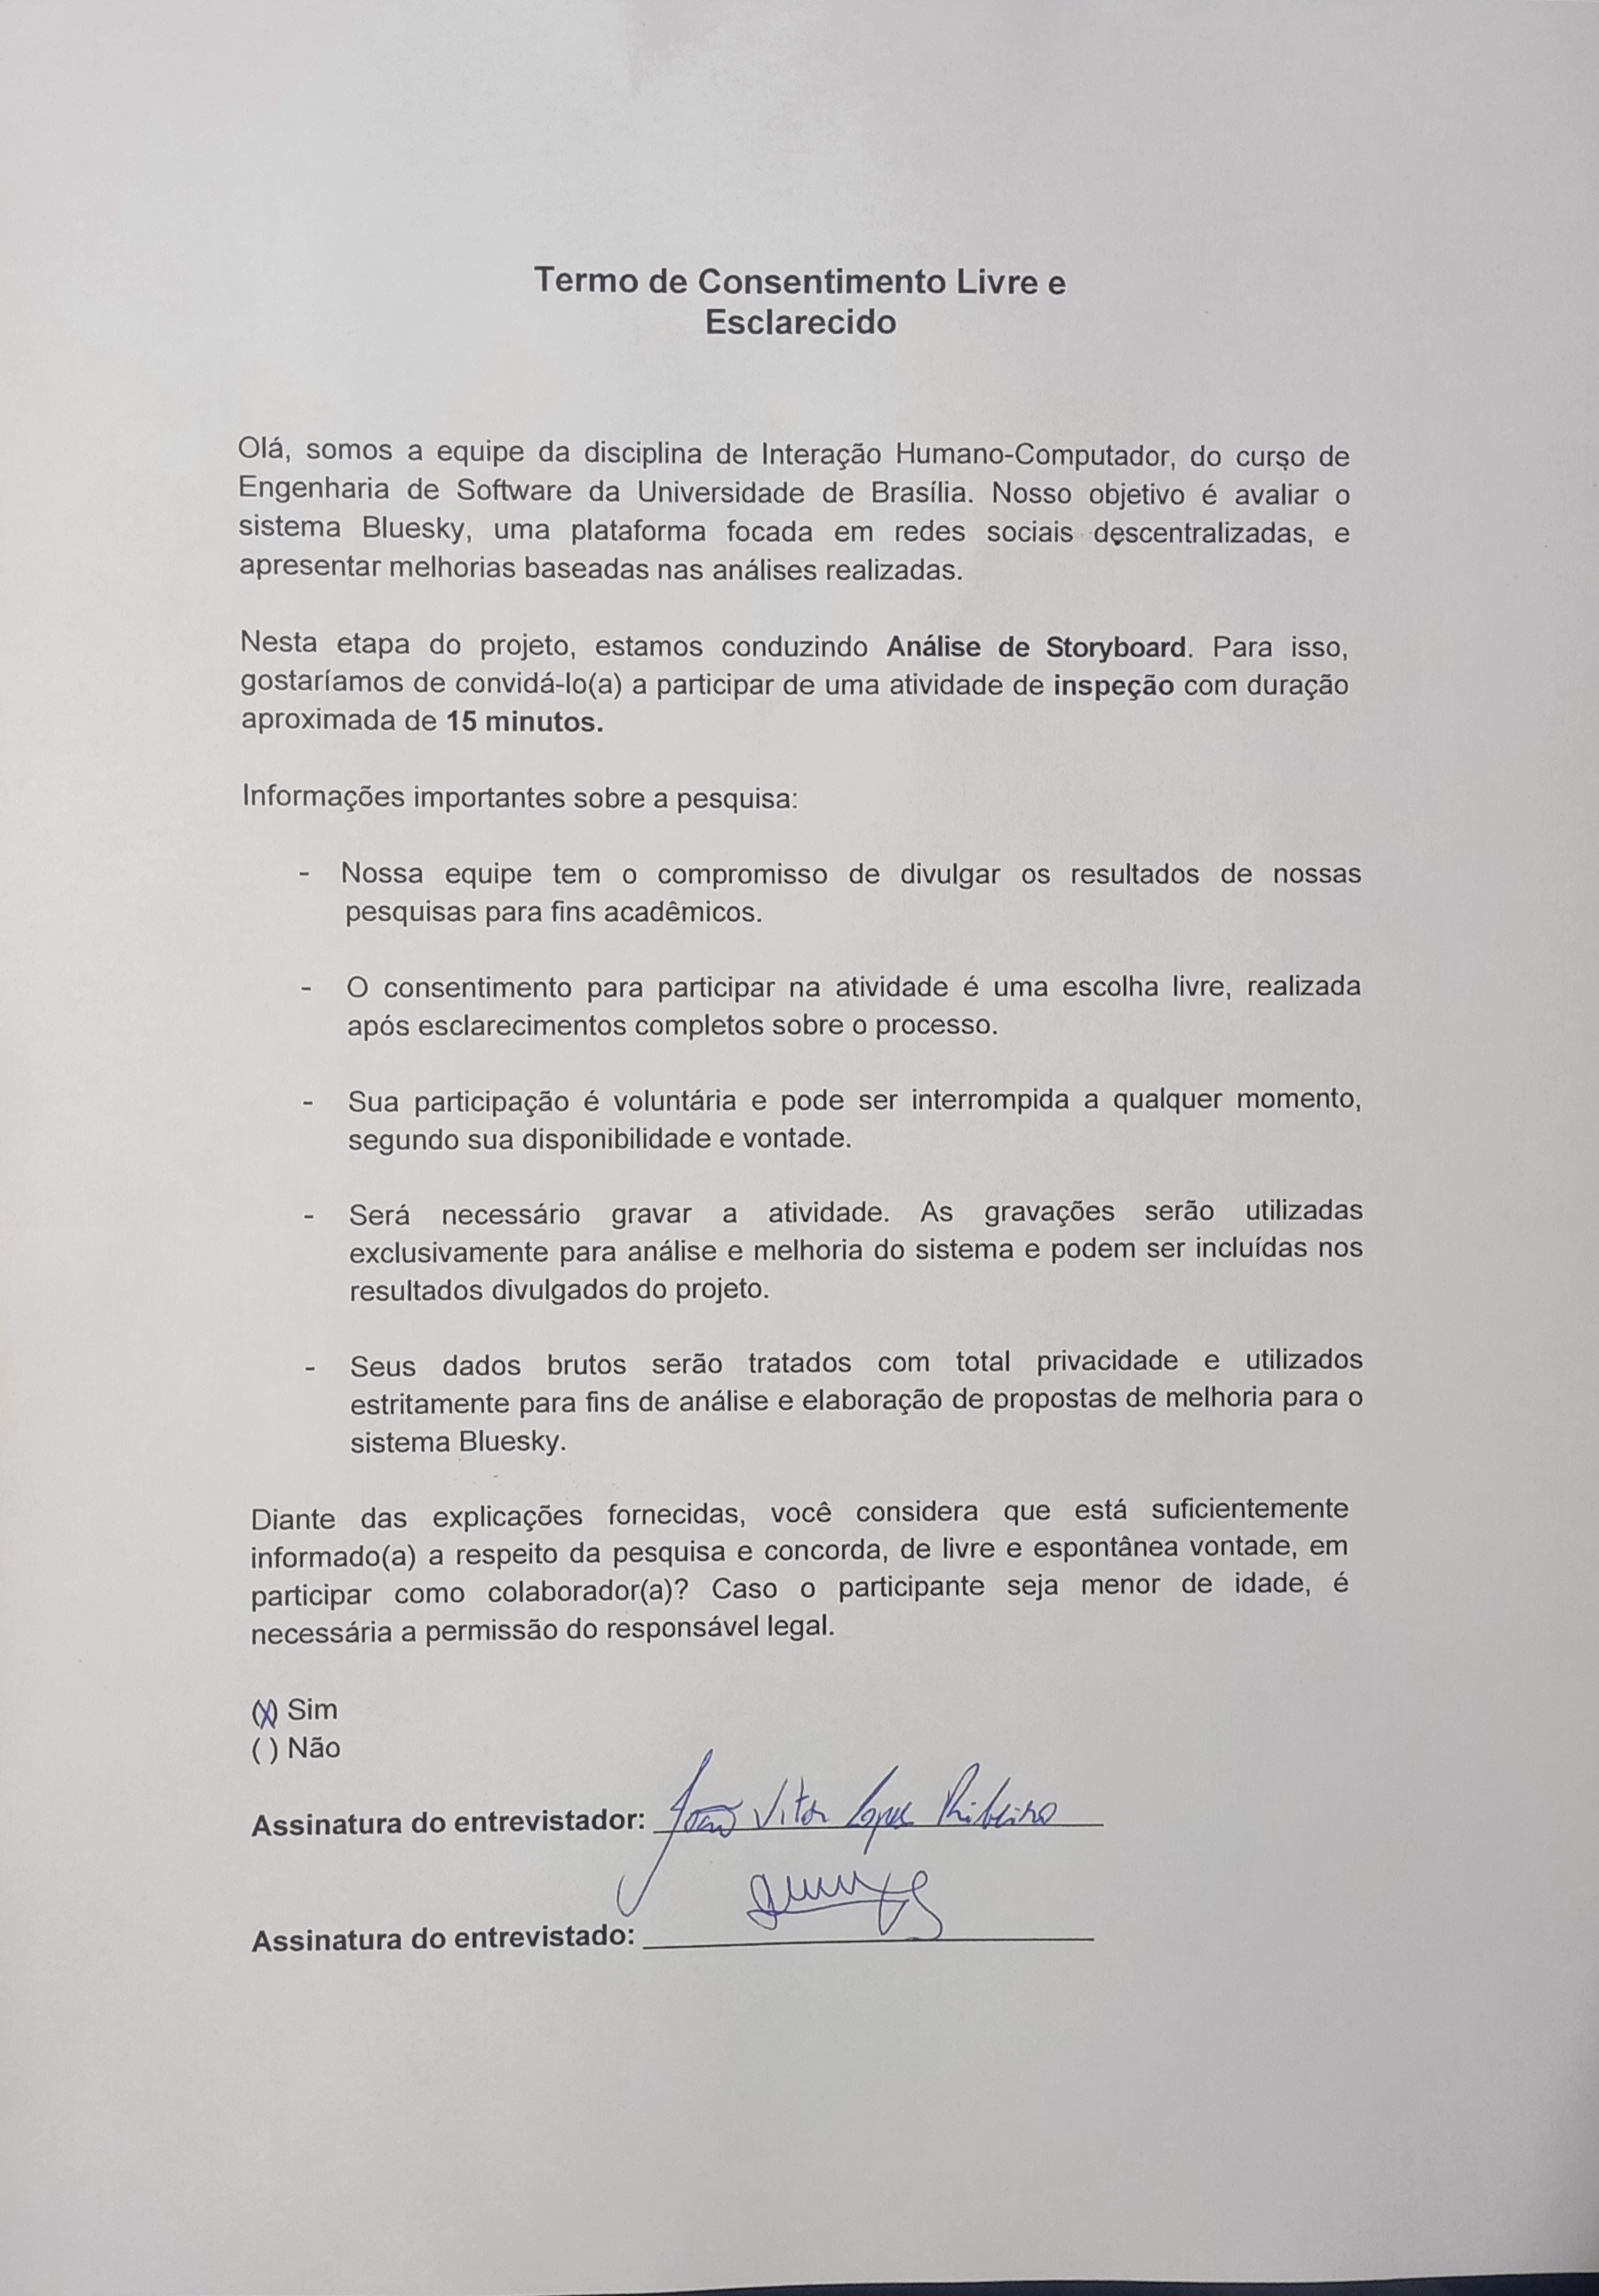 Termo de Consentimento Livre e
Esclarecido
Olá, somos a equipe da disciplina de Interação Humano-Computador, do curso de
Engenharia de Software da Universidade de Brasília. Nosso objetivo é avaliar o
sistema Bluesky, uma plataforma focada em redes sociais descentralizadas, e
apresentar melhorias baseadas nas análises realizadas.
Nesta etapa do projeto, estamos conduzindo Análise de Storyboard. Para isso,
gostaríamos de convidá-lo(a) a participar de uma atividade de inspeção com duração
aproximada de 15 minutos.
Informações importantes sobre a pesquisa:
- Nossa equipe tem o compromisso de divulgar os resultados de nossas
pesquisas para fins acadêmicos.
- O consentimento para participar na atividade é uma escolha livre, realizada
após esclarecimentos completos sobre o processo.
- Sua participação é voluntária e pode ser interrompida a qualquer momento,
segundo sua disponibilidade e vontade.
- Será necessário gravar a atividade. As gravações serão utilizadas
exclusivamente para análise e melhoria do sistema e podem ser incluídas nos
resultados divulgados do projeto.
- Seus dados brutos serão tratados com total privacidade e utilizados
estritamente para fins de análise e elaboração de propostas de melhoria para o
sistema Bluesky.
Diante das explicações fornecidas, você considera que está suficientemente
informado(a) a respeito da pesquisa e concorda, de livre e espontânea vontade, em
participar como colaborador(a)? Caso o participante seja menor de idade, é
necessária a permissão do responsável legal.
(X) Sim
( ) Não
Assinatura do entrevistador: João Vitor Lopes Ribeiro
Assinatura do entrevistado: